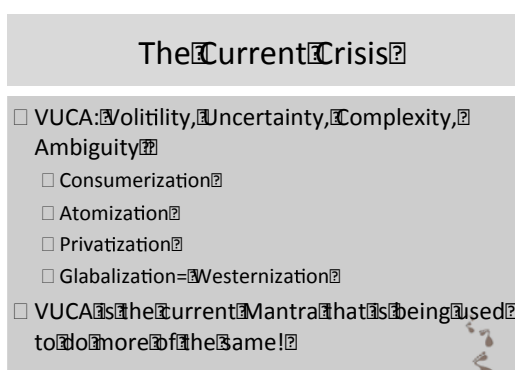 The Current Crisis
VUCA: Volitility, Uncertainty, Complexity,
Ambiguity
Consumerization
Atomization
Privatization
Glabalization= Westernization
VUCA is the current Mantra that is being used
to do more of the same!